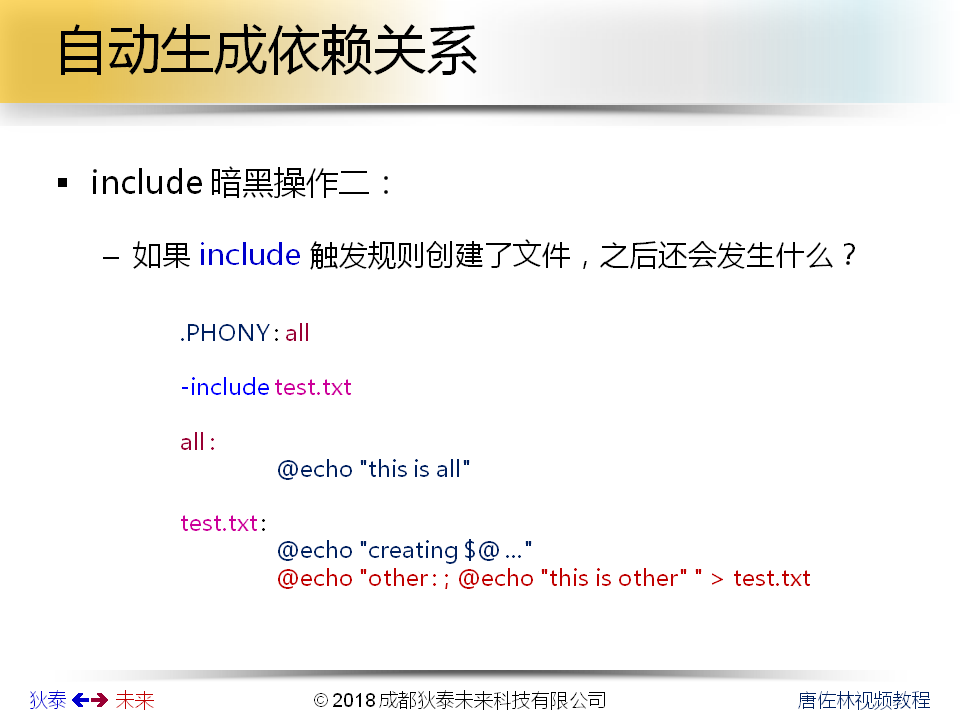 自动生成依赖关系
▪ include 暗黑操作二：
– 如果 include 触发规则创建了文件，之后还会发生什么？
.PHONY : all
-include test.txt
all :
@echo "this is all"
test.txt :
@echo "creating $@ ..."
@echo "other : ; @echo "this is other" " > test.txt
狄泰 未来
© 2018 成都狄泰未来科技有限公司
唐佐林视频教程